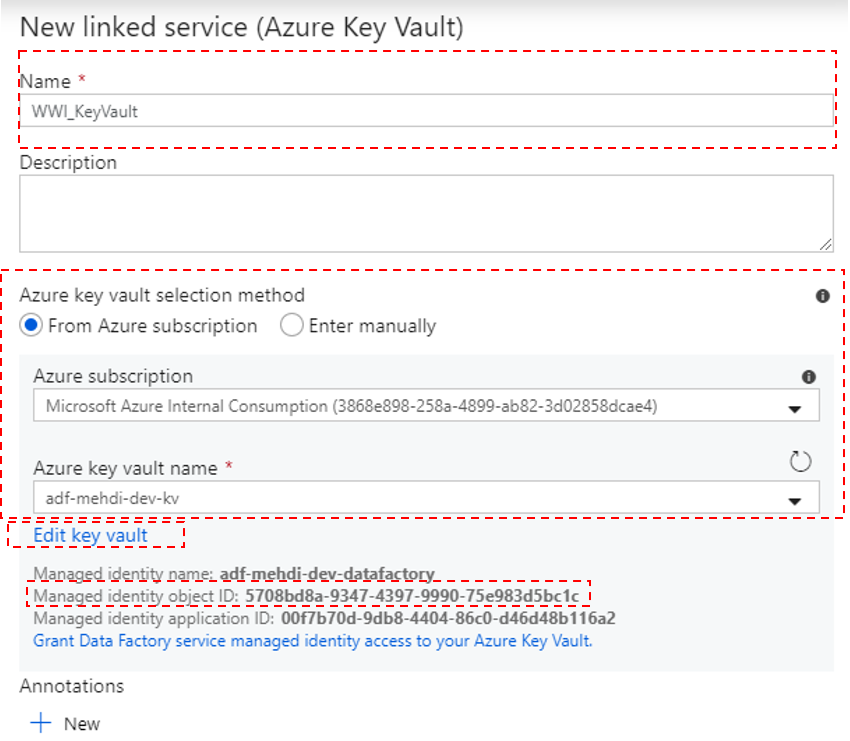 New linked service (Azure Key Vault)
Name *
WWI_KeyVault
Description
Azure key vault selection method
From Azure subscription Enter manually
Azure subscription
Microsoft Azure Internal Consumption (3868e898-258a-4899-ab82-3d02858dcae4)
Azure key vault name *
adf-mehdi-dev-kv
Edit key vault
Managed identity name: adf-mehdi-dev-datafactory
Managed identity object ID: 5708bd8a-9347-4397-9990-75e983d5bc1c
Managed identity application ID: 00f7b70d-9db8-4404-86c0-d46d48b116a2
Grant Data Factory service managed identity access to your Azure Key Vault.
Annotations
New